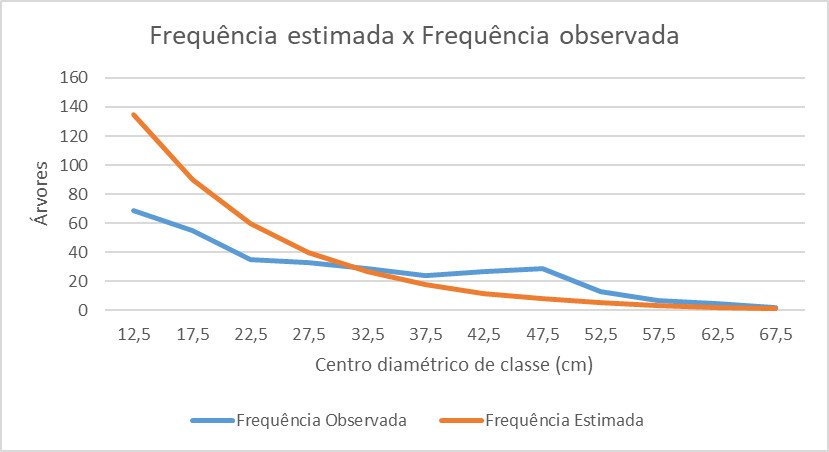 Frequência estimada x Frequência observada
160
140
120
100
80
60
40
20
0
Árvores
12,5 17,5 22,5 27,5 32,5 37,5 42,5 47,5 52,5 57,5 62,5 67,5
Centro diamétrico de classe (cm)
Frequência Observada Frequência Estimada